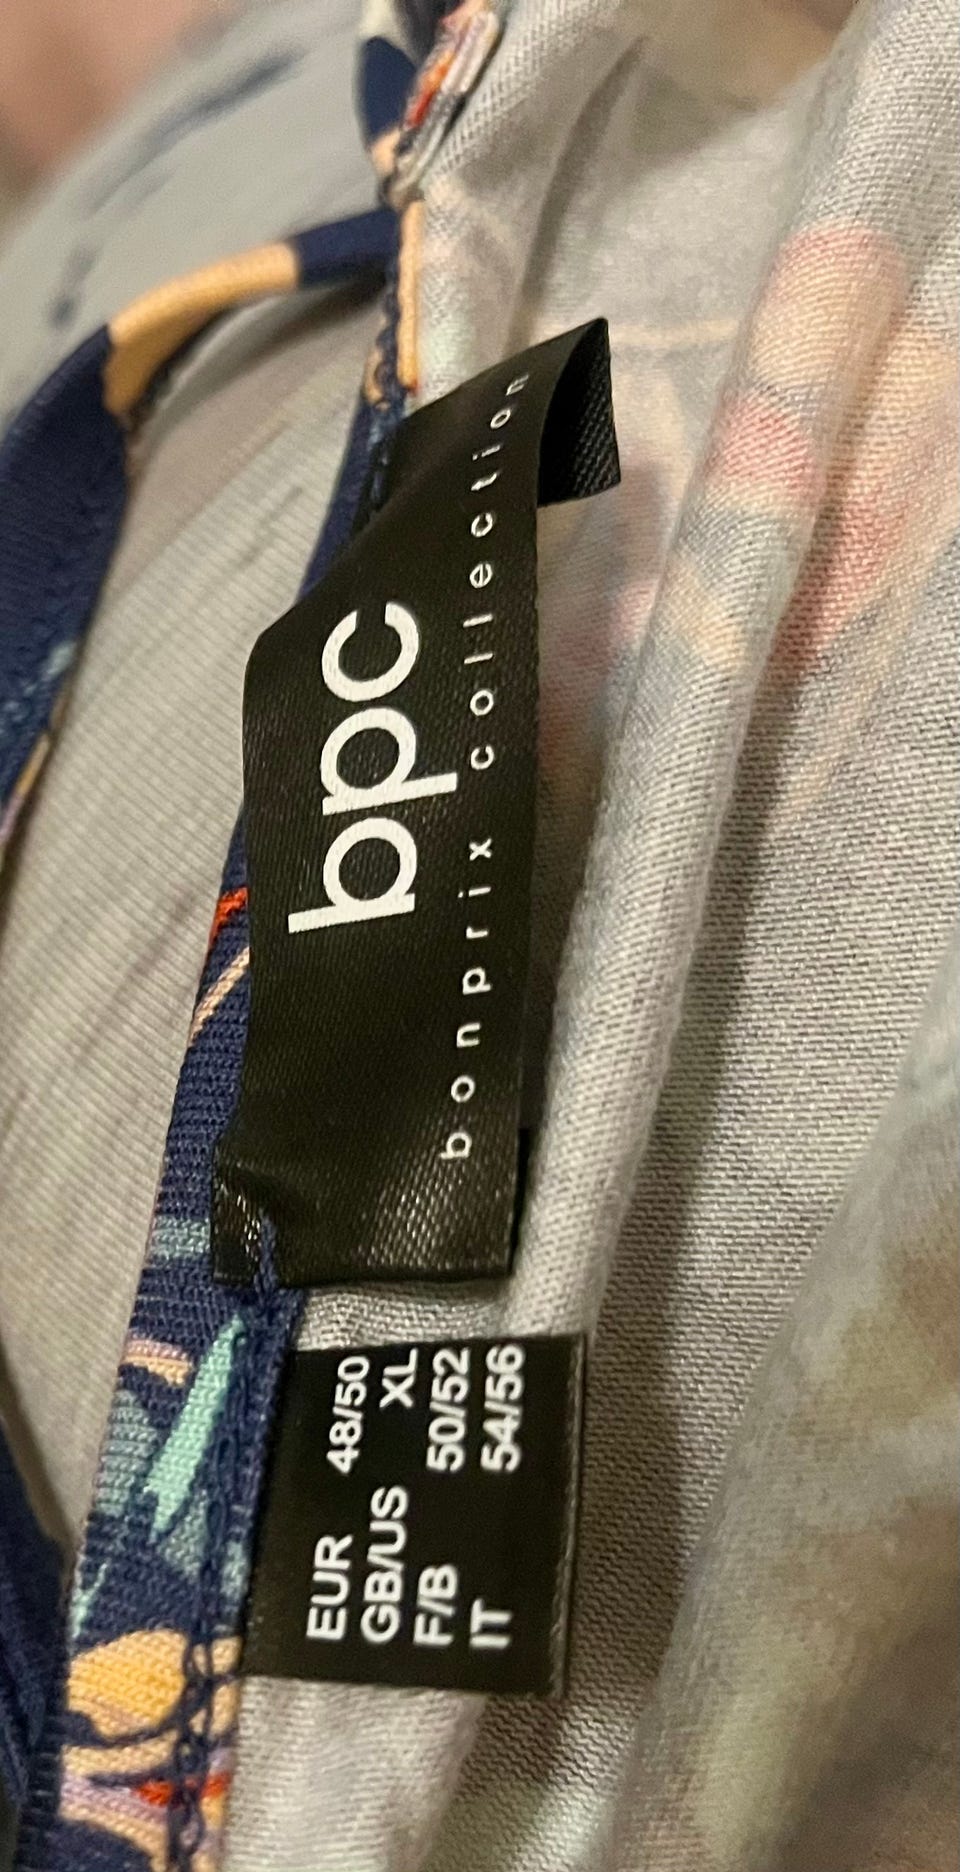 bpc
bonprix collection
EUR 48/50
GB/US XL
F/B 50/52
IT 54/56